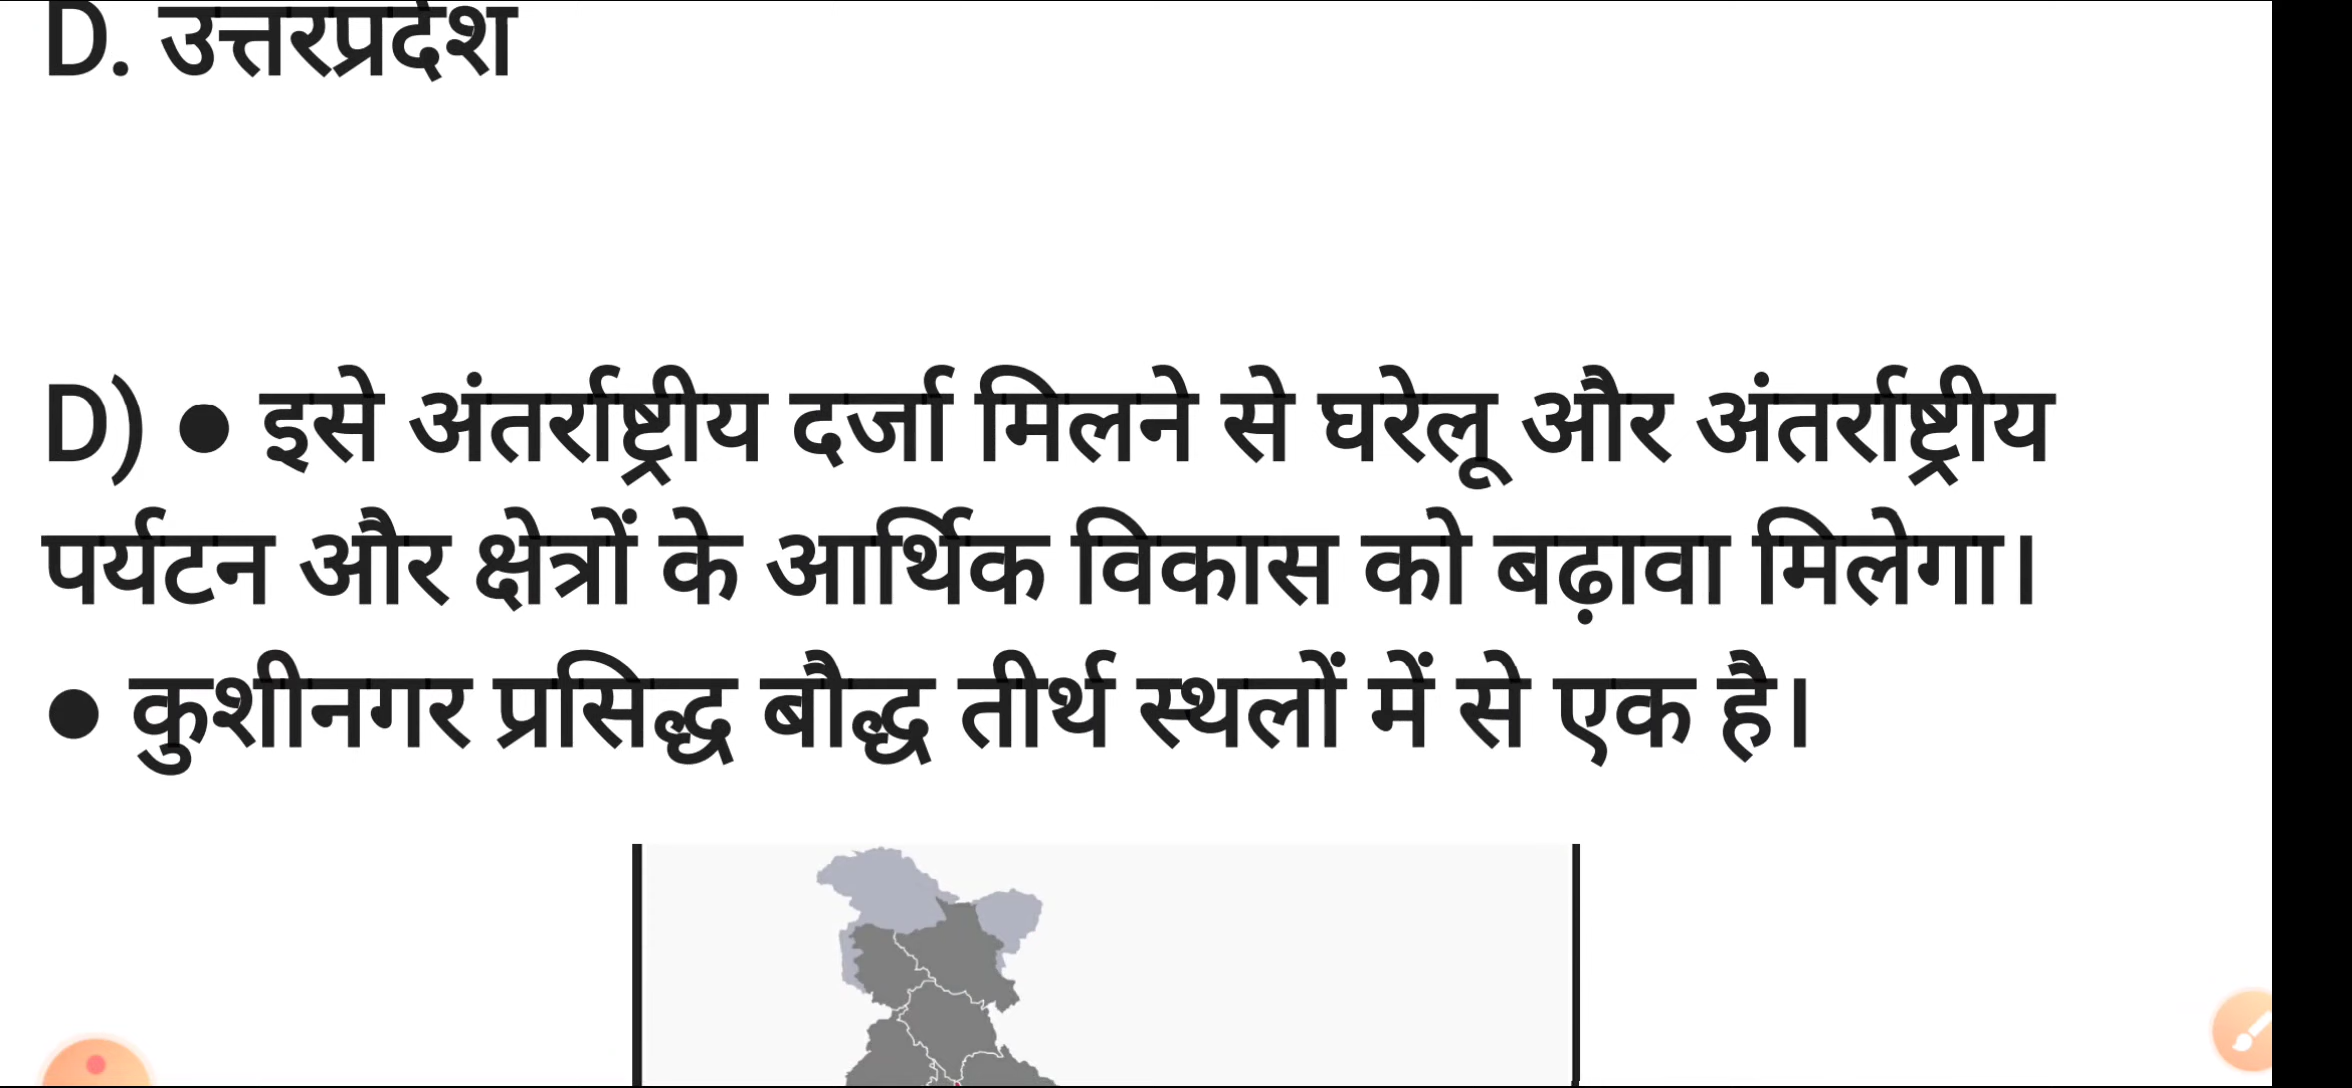 D. उत्तरप्रदेश
D) ● इसे अंतर्राष्ट्रीय दर्जा मिलने से घरेलू और अंतर्राष्ट्रीय
पर्यटन और क्षेत्रों के आर्थिक विकास को बढ़ावा मिलेगा।
● कुशीनगर प्रसिद्ध बौद्ध तीर्थ स्थलों में से एक है।